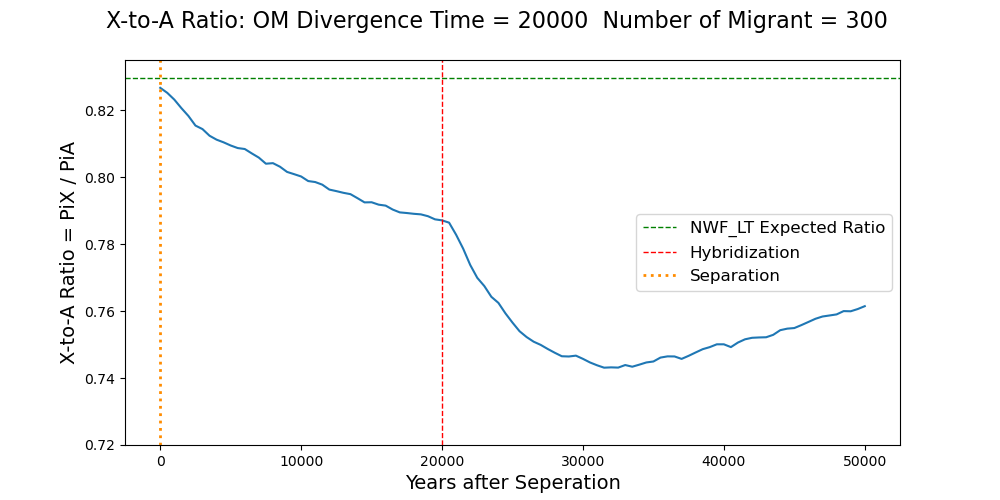 X-to-A Ratio: OM Divergence Time = 20000  Number of Migrant = 300
X-to-A Ratio = PiX / PiA
0.82
0.80
0.78
0.76
0.74
0.72
NWF_LT Expected Ratio
Hybridization
Separation
0
10000
20000
30000
40000
50000
Years after Seperation